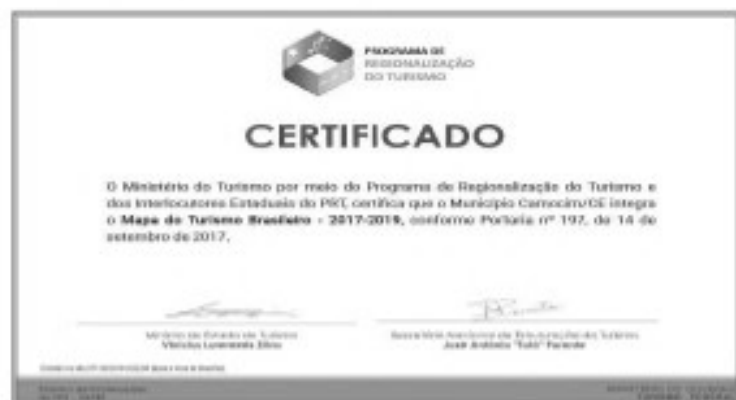 PROGRAMA DE
REGIONALIZAÇÃO
DO TURISMO
CERTIFICADO
O Ministério do Turismo por meio do Programa de Regionalização do Turismo e
dos Interlocutores Estaduais do PRT, certifica que o Município Camocim/CE integra
o Mapa do Turismo Brasileiro - 2017-2019, conforme Portaria nº 197, de 14 de
setembro de 2017.
Ministro de Estado do Turismo
Vinicius Lummertz Silva
Secretário Nacional de Estruturação do Turismo
José Antônio "Totó" Parente